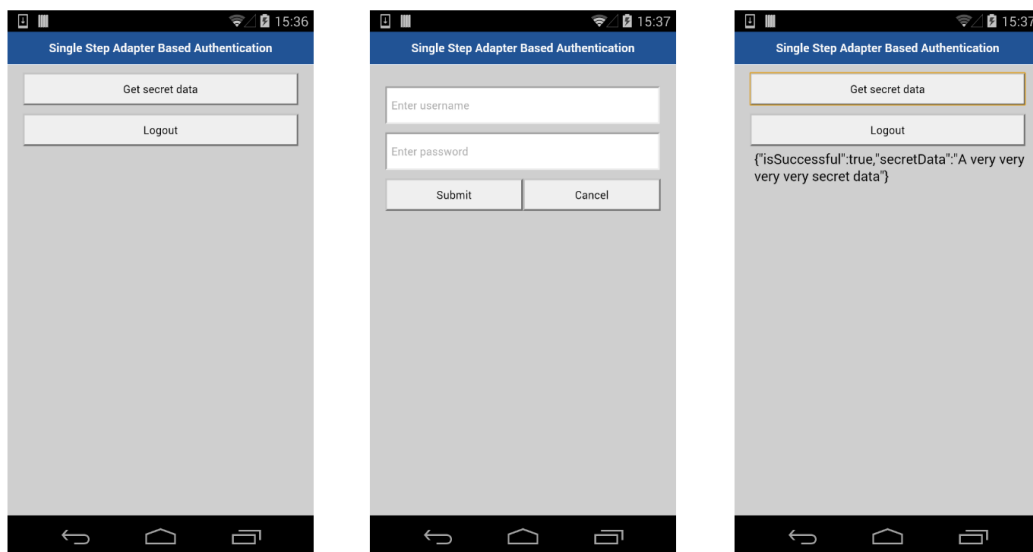 15:36
Single Step Adapter Based Authentication
Get secret data
Logout
15:37
Single Step Adapter Based Authentication
Enter username
Enter password
Submit Cancel
15:37
Single Step Adapter Based Authentication
Get secret data
Logout
{"isSuccessful":true,"secretData":"A very very
very very secret data"}